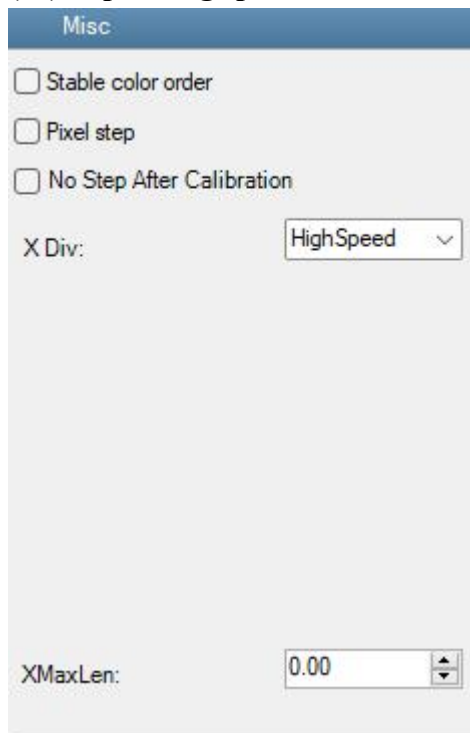 Misc
Stable color order
Pixel step
No Step After Calibration
X Div: HighSpeed
XMaxLen: 0.00